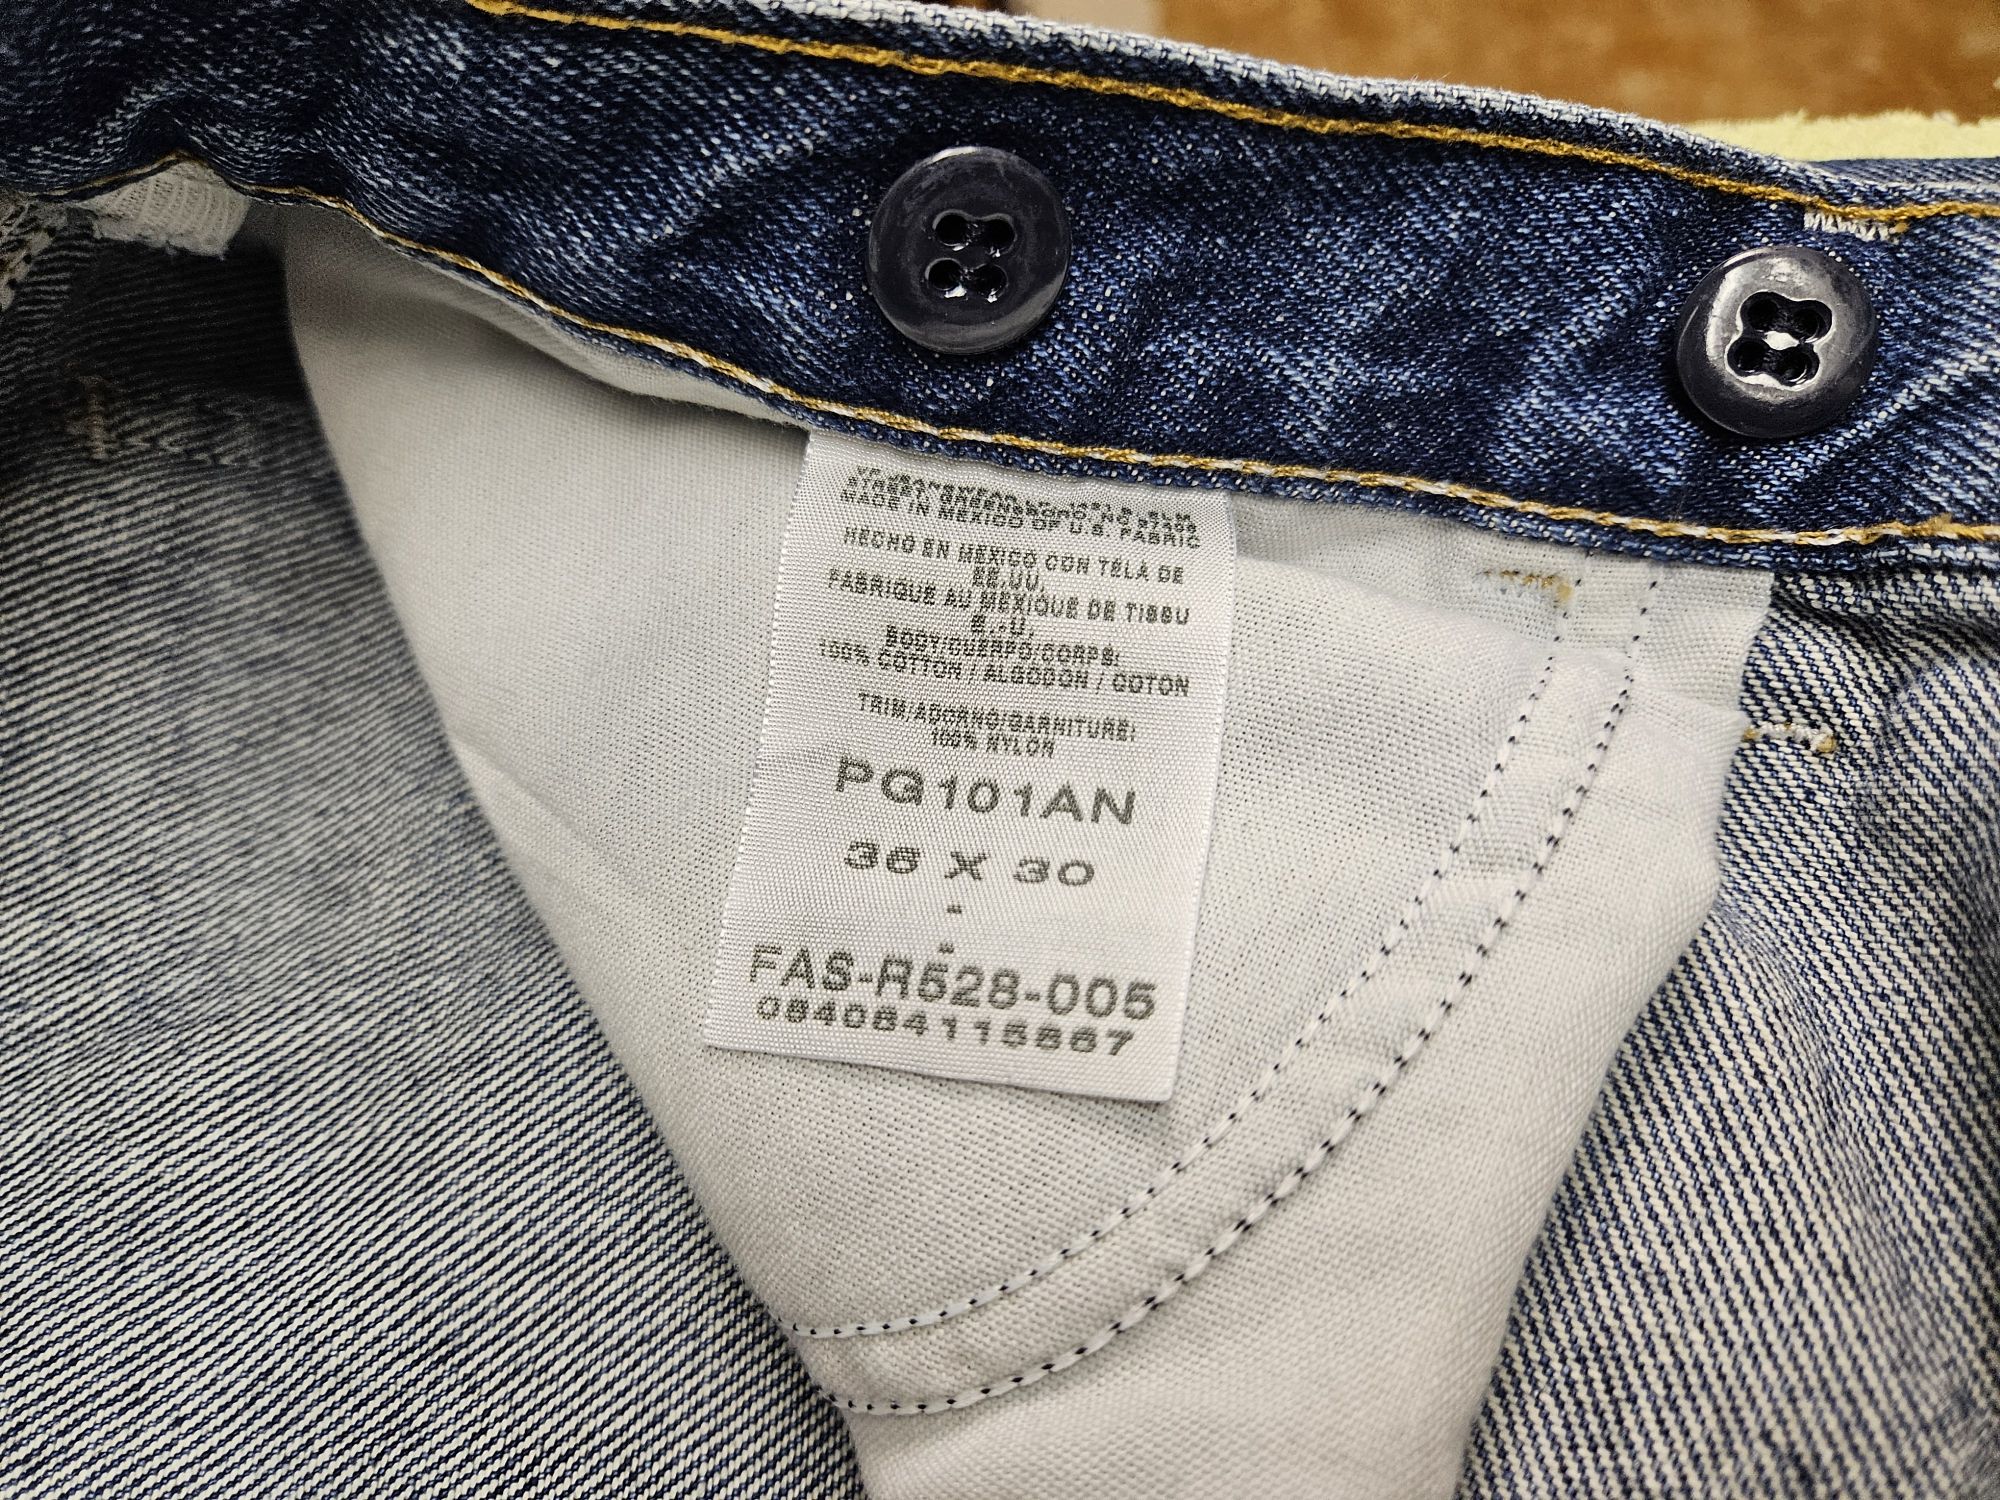 MADE IN MEXICO OF U.S. FABRIC
HECHO EN MEXICO CON TELA DE
EE.UU.
FABRIQUE AU MEXIQUE DE TISSU
BODY/CUERPO/CORPS:
100% COTTON / ALGODON / COTON
TRIM/ADORNO/GARNITURE:
100% NYLON
PG101AN
36 X 30
-
-
FAS-R528-005
084084115867